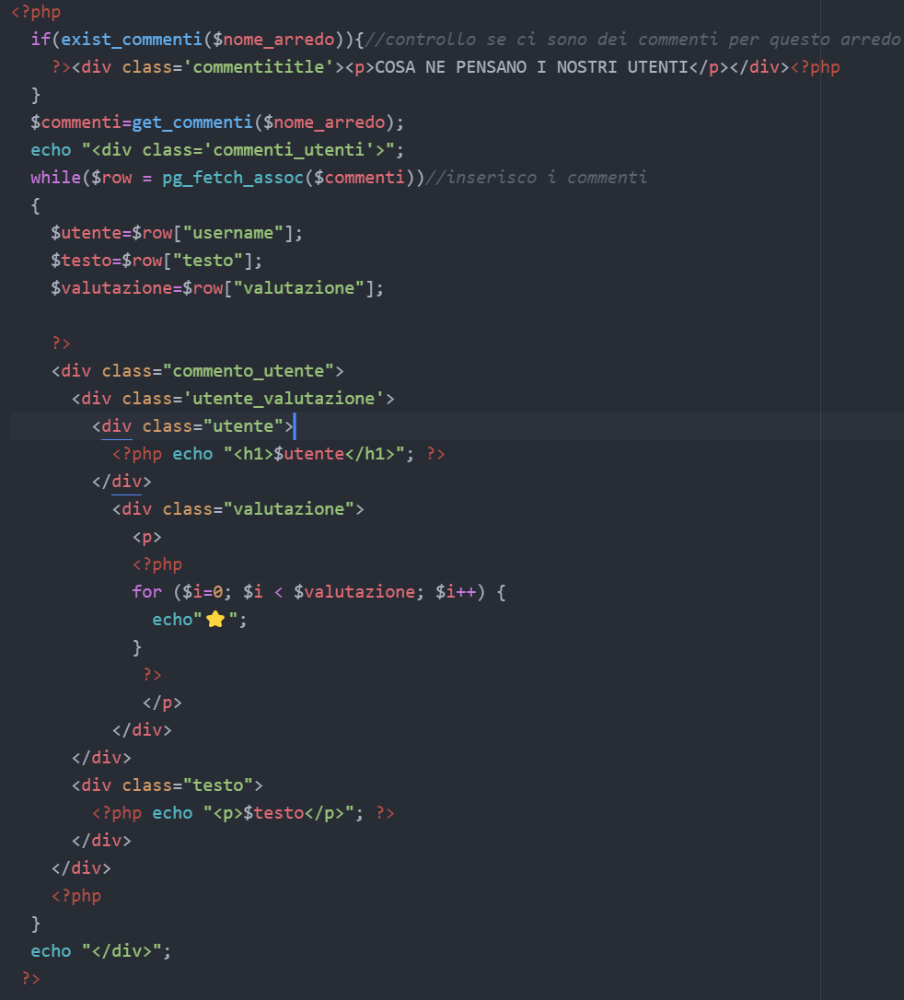 <?php
if(exist_commenti($nome_arredo)){//controllo se ci sono dei commenti per questo arredo
?><div class='commentititle'><p>COSA NE PENSANO I NOSTRI UTENTI</p></div><?php
}
$commenti=get_commenti($nome_arredo);
echo "<div class='commenti_utenti'>";
while($row = pg_fetch_assoc($commenti))//inserisco i commenti
{
$utente=$row["username"];
$testo=$row["testo"];
$valutazione=$row["valutazione"];
?>
<div class="commento_utente">
<div class='utente_valutazione'>
<div class="utente">
<?php echo "<h1>$utente</h1>"; ?>
</div>
<div class="valutazione">
<p>
<?php
for ($i=0; $i < $valutazione; $i++) {
echo"⭐";
}
?>
</p>
</div>
</div>
<div class="testo">
<?php echo "<p>$testo</p>"; ?>
</div>
</div>
<?php
}
echo "</div>";
?>